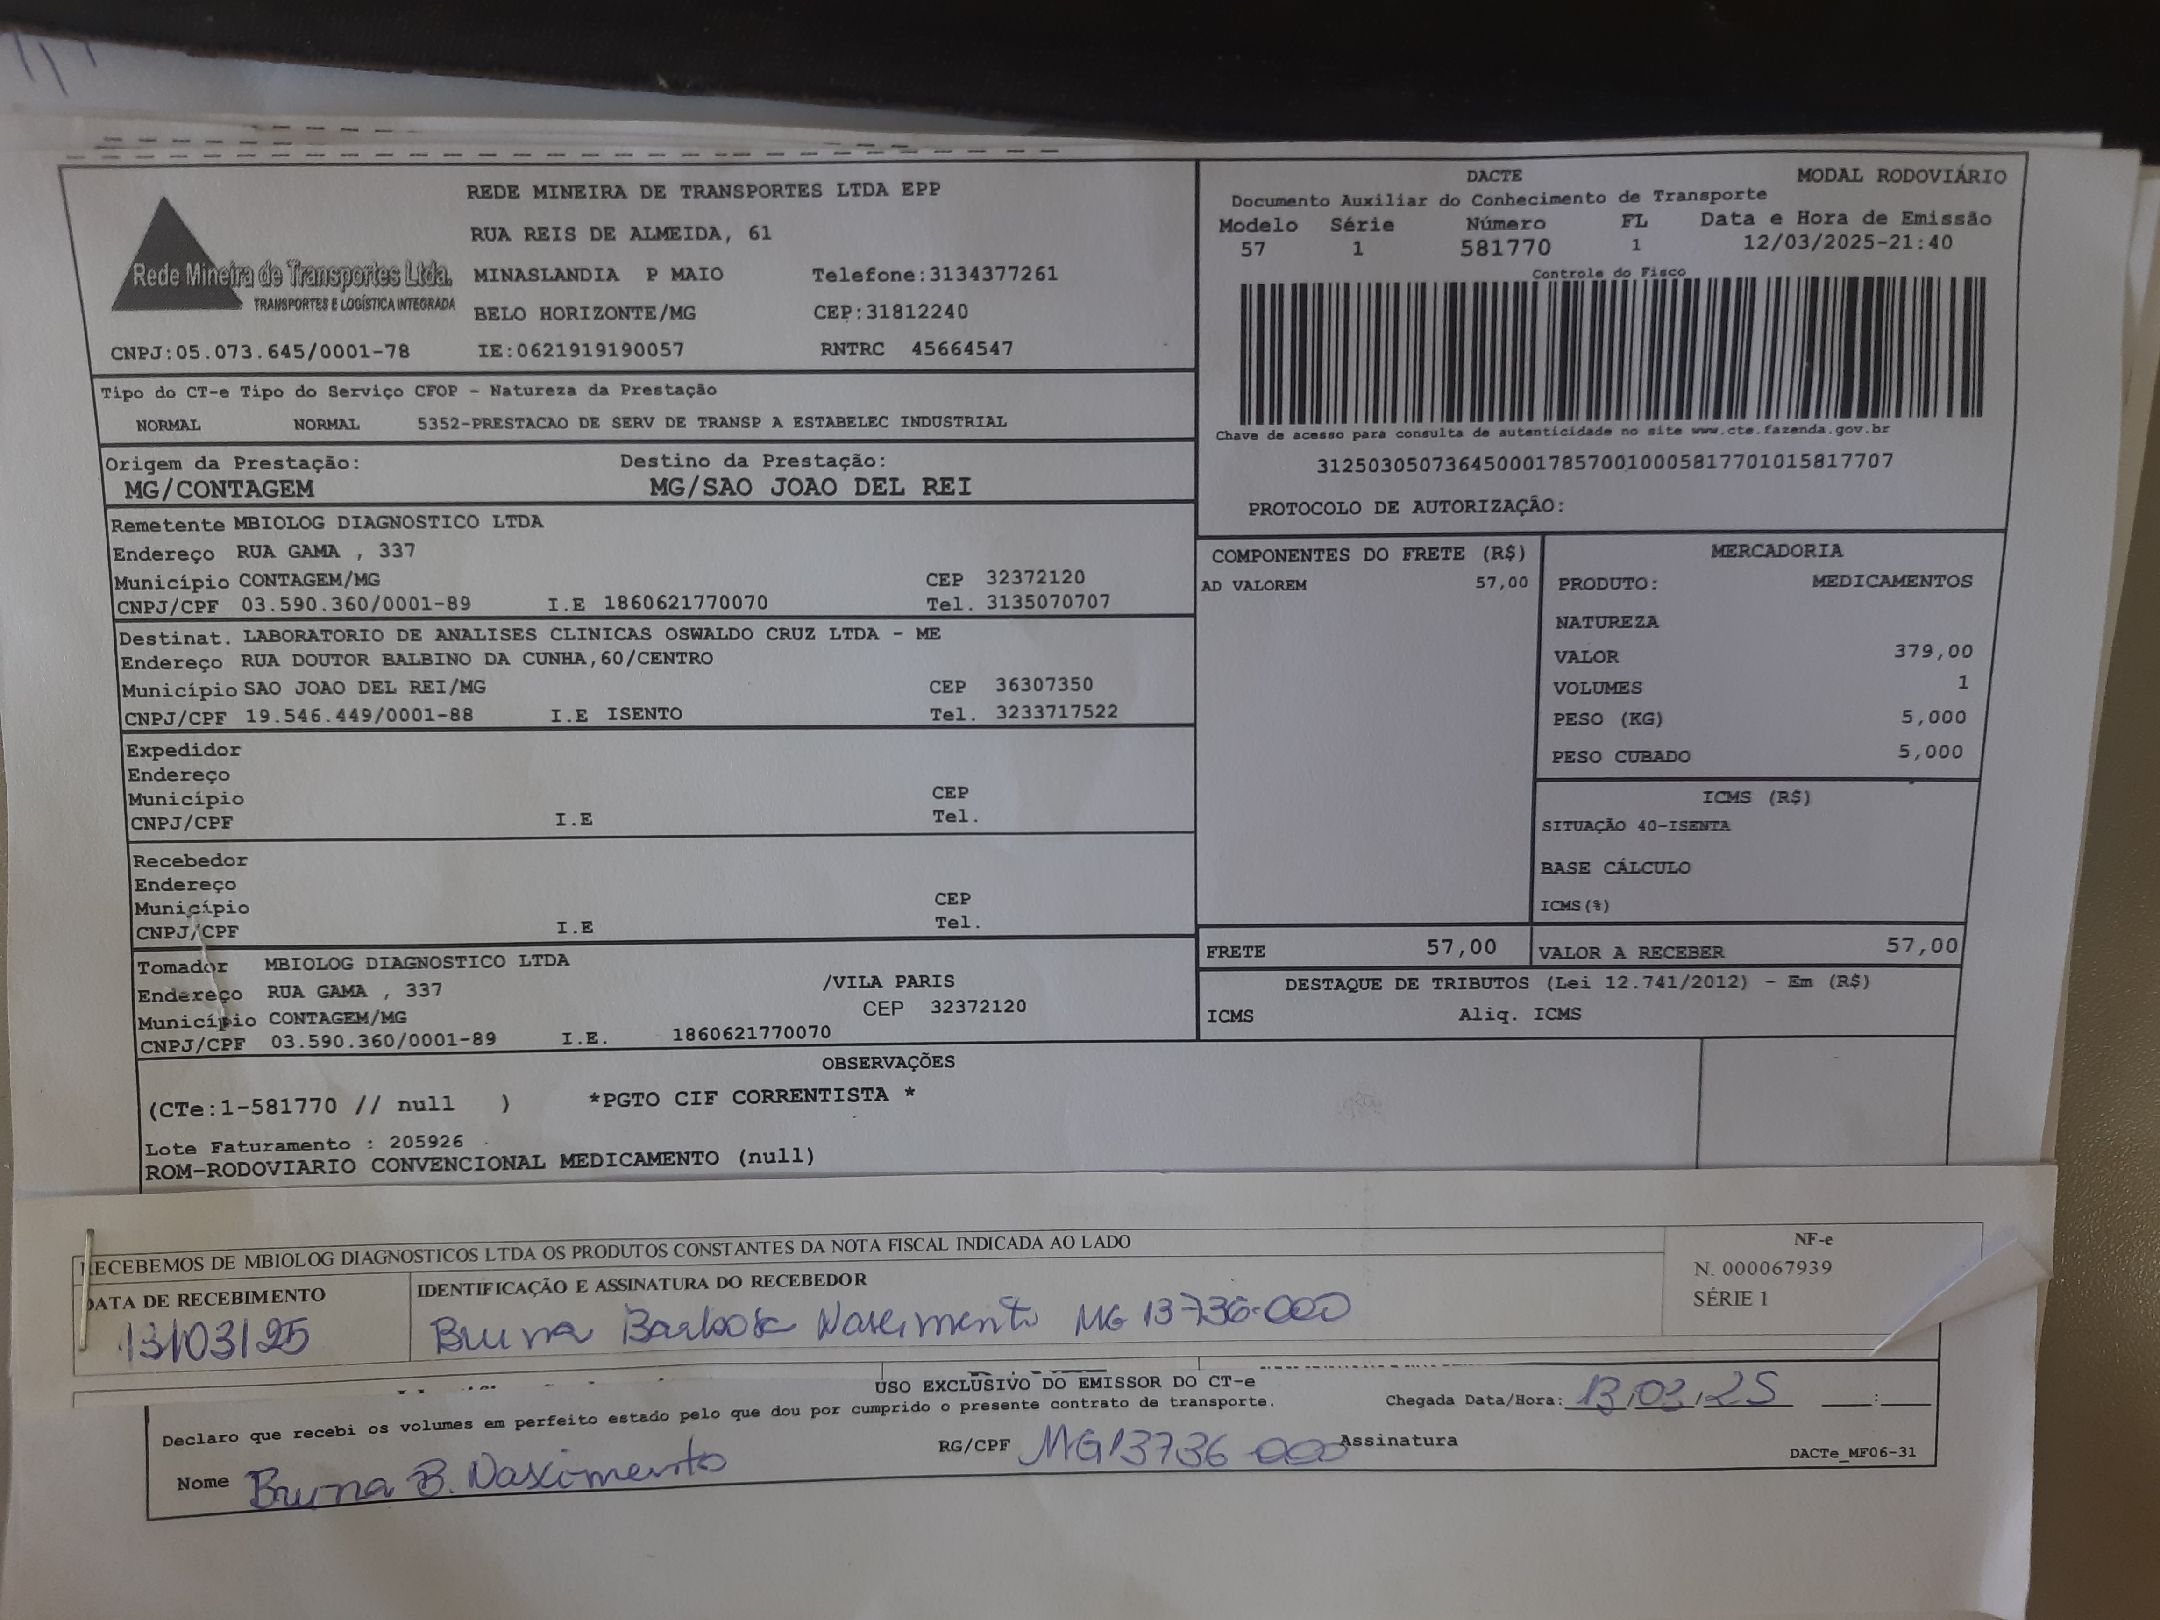 REDE MINEIRA DE TRANSPORTES LTDA EPP
RUA REIS DE ALMEIDA, 61
Rede Mineira de Transportes Ltda.
TRANSPORTES E LOGÍSTICA INTEGRADA
MINASLANDIA P MAIO Telefone:3134377261
BELO HORIZONTE/MG CEP:31812240
CNPJ:05.073.645/0001-78 IE:0621919190057 RNTRC 45664547
DACTE MODAL RODOVIÁRIO
Documento Auxiliar do Conhecimento de Transporte
Modelo Série Número FL Data e Hora de Emissão
57 1 581770 1 12/03/2025-21:40
Controle do Fisco
Chave de acesso para consulta de autenticidade no site www.cte.fazenda.gov.br
31250305073645000178570010005817701015817707
PROTOCOLO DE AUTORIZAÇÃO:
Tipo do CT-e Tipo do Serviço CFOP - Natureza da Prestação
NORMAL NORMAL 5352-PRESTACAO DE SERV DE TRANSP A ESTABELEC INDUSTRIAL
Origem da Prestação: Destino da Prestação:
MG/CONTAGEM MG/SAO JOAO DEL REI
Remetente MBIOLOG DIAGNOSTICO LTDA
Endereço RUA GAMA , 337
Município CONTAGEM/MG CEP 32372120
CNPJ/CPF 03.590.360/0001-89 I.E 1860621770070 Tel. 3135070707
Destinat. LABORATORIO DE ANALISES CLINICAS OSWALDO CRUZ LTDA - ME
Endereço RUA DOUTOR BALBINO DA CUNHA,60/CENTRO
Município SAO JOAO DEL REI/MG CEP 36307350
CNPJ/CPF 19.546.449/0001-88 I.E ISENTO Tel. 3233717522
Expedidor
Endereço
Município CEP
CNPJ/CPF I.E Tel.
Recebedor
Endereço
Município CEP
CNPJ/CPF I.E Tel.
Tomador MBIOLOG DIAGNOSTICO LTDA
Endereço RUA GAMA , 337 /VILA PARIS
Município CONTAGEM/MG CEP 32372120
CNPJ/CPF 03.590.360/0001-89 I.E. 1860621770070
COMPONENTES DO FRETE (R$)
AD VALOREM 57,00
MERCADORIA
PRODUTO: MEDICAMENTOS
NATUREZA
VALOR 379,00
VOLUMES 1
PESO (KG) 5,000
PESO CUBADO 5,000
ICMS (R$)
SITUAÇÃO 40-ISENTA
BASE CÁLCULO
ICMS(%)
FRETE 57,00 VALOR A RECEBER 57,00
DESTAQUE DE TRIBUTOS (Lei 12.741/2012) - Em (R$)
ICMS Aliq. ICMS
OBSERVAÇÕES
(CTe:1-581770 // null ) *PGTO CIF CORRENTISTA *
Lote Faturamento : 205926
ROM-RODOVIARIO CONVENCIONAL MEDICAMENTO (null)
RECEBEMOS DE MBIOLOG DIAGNOSTICOS LTDA OS PRODUTOS CONSTANTES DA NOTA FISCAL INDICADA AO LADO
NF-e
N. 000067939
SÉRIE 1
DATA DE RECEBIMENTO IDENTIFICAÇÃO E ASSINATURA DO RECEBEDOR
13/03/25 Bruna Barbosa Nascimento MG 13736-000
USO EXCLUSIVO DO EMISSOR DO CT-e
Declaro que recebi os volumes em perfeito estado pelo que dou por cumprido o presente contrato de transporte.
Chegada Data/Hora: 13/03/25 :
Nome Bruna B. Nascimento RG/CPF MG13736 000 Assinatura
DACTe_MF06-31